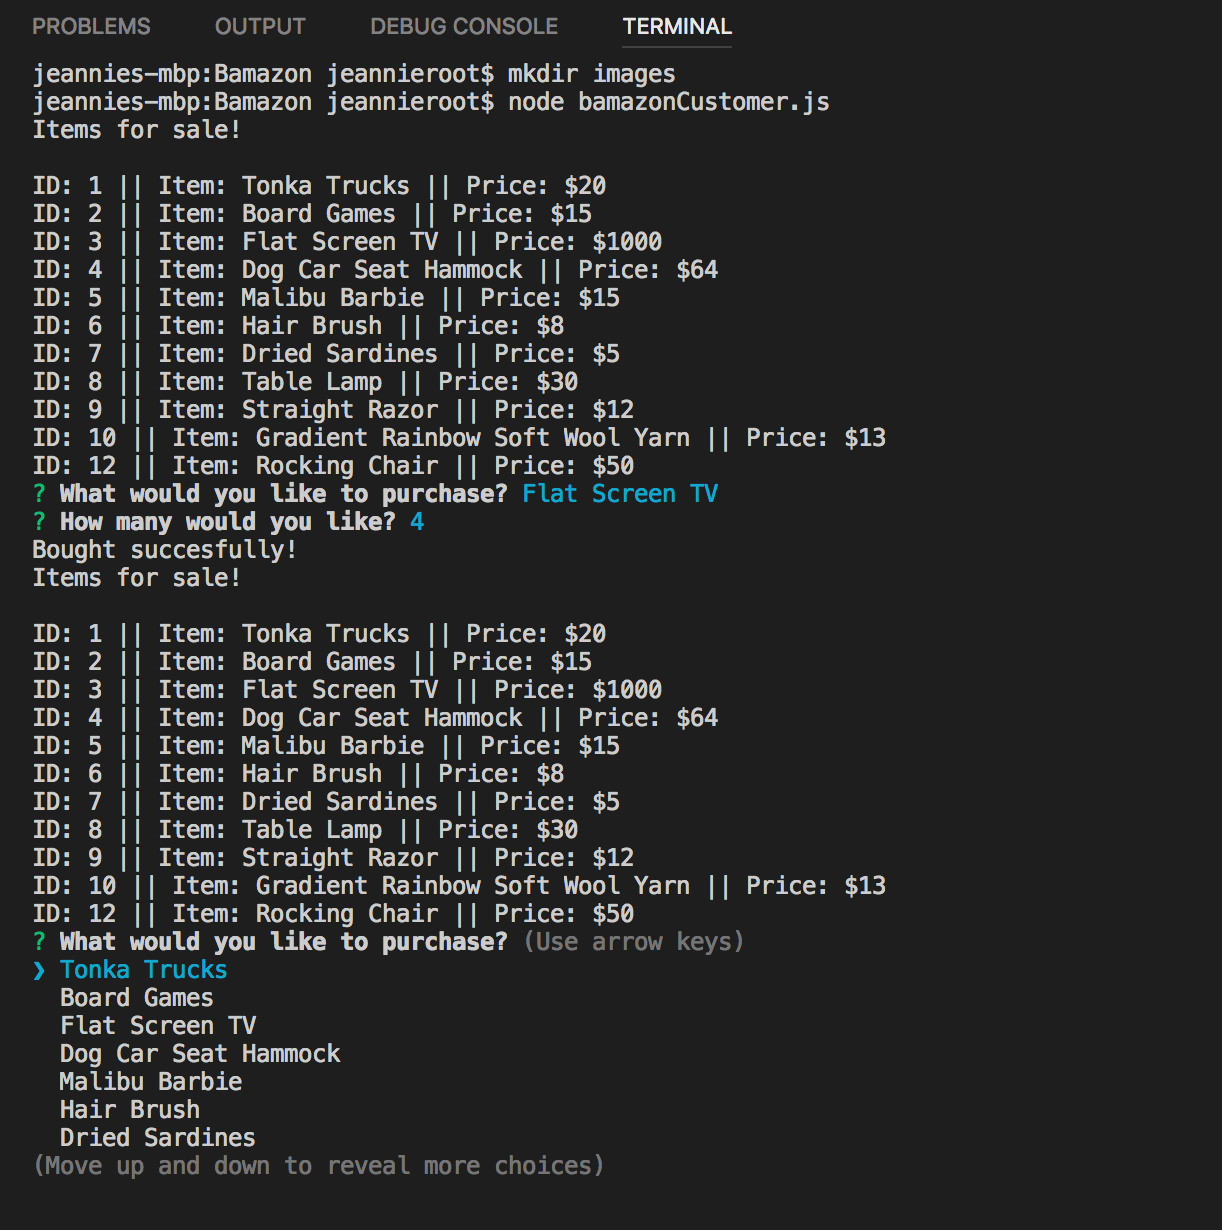 PROBLEMS OUTPUT DEBUG CONSOLE TERMINAL
jeannies-mbp:Bamazon jeannieroot$ mkdir images
jeannies-mbp:Bamazon jeannieroot$ node bamazonCustomer.js
Items for sale!
ID: 1 || Item: Tonka Trucks || Price: $20
ID: 2 || Item: Board Games || Price: $15
ID: 3 || Item: Flat Screen TV || Price: $1000
ID: 4 || Item: Dog Car Seat Hammock || Price: $64
ID: 5 || Item: Malibu Barbie || Price: $15
ID: 6 || Item: Hair Brush || Price: $8
ID: 7 || Item: Dried Sardines || Price: $5
ID: 8 || Item: Table Lamp || Price: $30
ID: 9 || Item: Straight Razor || Price: $12
ID: 10 || Item: Gradient Rainbow Soft Wool Yarn || Price: $13
ID: 12 || Item: Rocking Chair || Price: $50
? What would you like to purchase? Flat Screen TV
? How many would you like? 4
Bought succesfully!
Items for sale!
ID: 1 || Item: Tonka Trucks || Price: $20
ID: 2 || Item: Board Games || Price: $15
ID: 3 || Item: Flat Screen TV || Price: $1000
ID: 4 || Item: Dog Car Seat Hammock || Price: $64
ID: 5 || Item: Malibu Barbie || Price: $15
ID: 6 || Item: Hair Brush || Price: $8
ID: 7 || Item: Dried Sardines || Price: $5
ID: 8 || Item: Table Lamp || Price: $30
ID: 9 || Item: Straight Razor || Price: $12
ID: 10 || Item: Gradient Rainbow Soft Wool Yarn || Price: $13
ID: 12 || Item: Rocking Chair || Price: $50
? What would you like to purchase? (Use arrow keys)
❯ Tonka Trucks
Board Games
Flat Screen TV
Dog Car Seat Hammock
Malibu Barbie
Hair Brush
Dried Sardines
(Move up and down to reveal more choices)